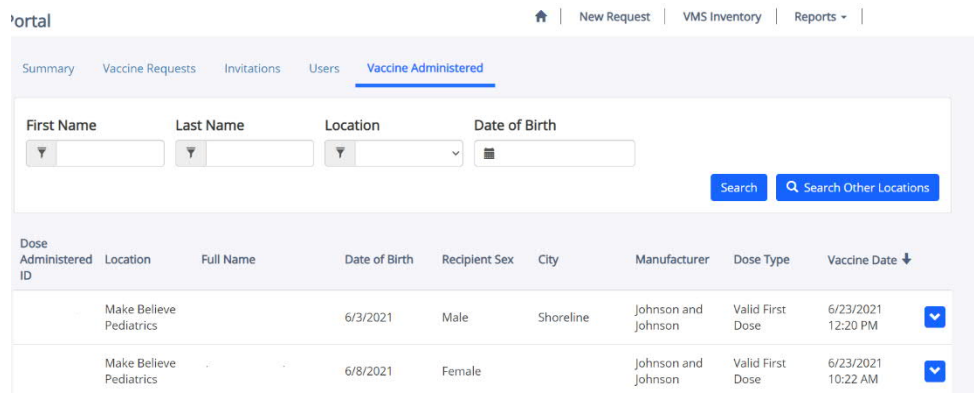 Portal
New Request | VMS Inventory | Reports |
Summary Vaccine Requests Invitations Users Vaccine Administered
First Name Last Name Location Date of Birth
Search Search Other Locations
Dose
Administered Location Full Name Date of Birth Recipient Sex City Manufacturer Dose Type Vaccine Date
ID
Make Believe Johnson and Valid First 6/23/2021
6/3/2021 Male Shoreline
Pediatrics Johnson Dose 12:20 PM
Make Believe Johnson and Valid First 6/23/2021
6/8/2021 Female
Pediatrics Johnson Dose 10:22 AM